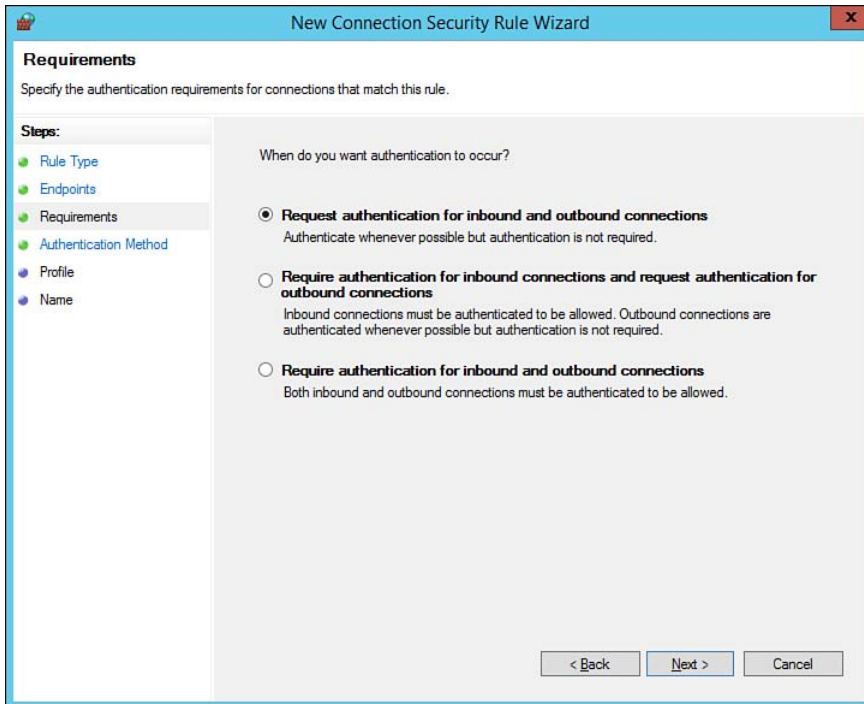 New Connection Security Rule Wizard
x
Requirements
Specify the authentication requirements for connections that match this rule.
Steps:
Rule Type
Endpoints
Requirements
Authentication Method
Profile
Name
When do you want authentication to occur?
Request authentication for inbound and outbound connections
Authenticate whenever possible but authentication is not required.
Require authentication for inbound connections and request authentication for
outbound connections
Inbound connections must be authenticated to be allowed. Outbound connections are
authenticated whenever possible but authentication is not required.
Require authentication for inbound and outbound connections
Both inbound and outbound connections must be authenticated to be allowed.
< Back
Next >
Cancel